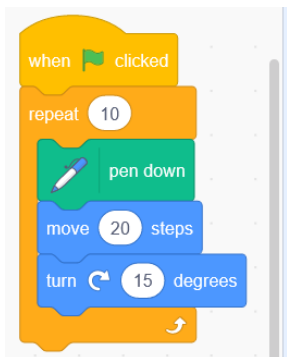 when clicked
repeat 10
pen down
move 20 steps
turn 15 degrees